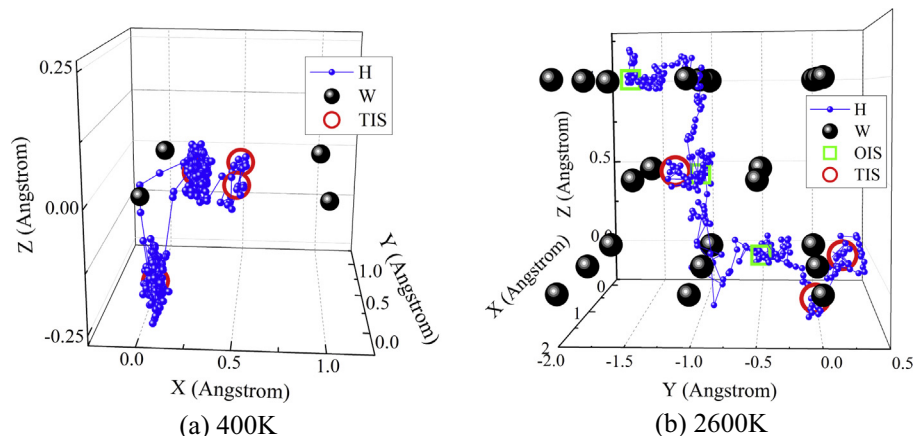 0.25
0.00
-0.25
Z (Angstrom)
H
W
TIS
0.0
0.5
1.0
X (Angstrom)
1.0
0.5
0.0
Y (Angstrom)
(a) 400K
0.5
0
Z (Angstrom)
H
W
OIS
TIS
0
1
2
X (Angstrom)
-2.0
-1.5
-1.0
-0.5
0.0
0.5
Y (Angstrom)
(b) 2600K